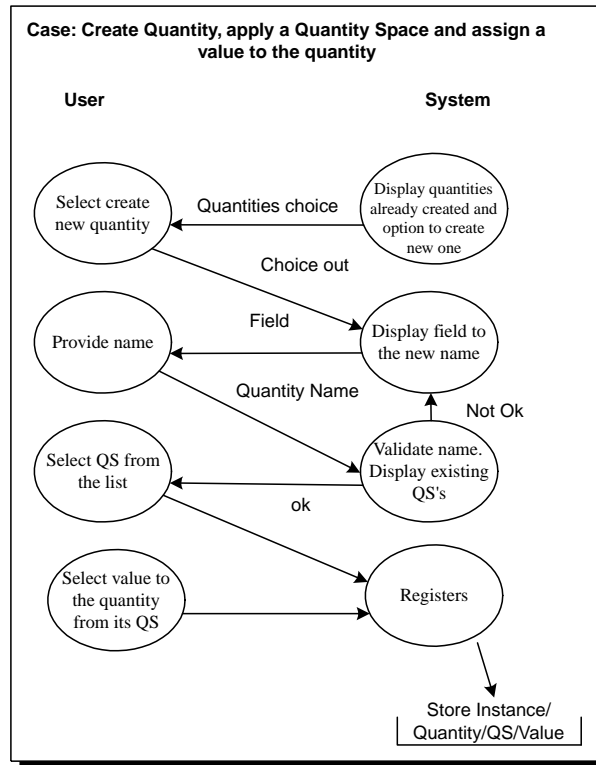 Case: Create Quantity, apply a Quantity Space and assign a
value to the quantity
User
System
Select create
new quantity
Quantities choice
Display quantities
already created and
option to create
new one
Choice out
Field
Provide name
Display field to
the new name
Quantity Name
Not Ok
Select QS from
the list
Validate name.
Display existing
QS's
ok
Select value to
the quantity
from its QS
Registers
Store Instance/
Quantity/QS/Value